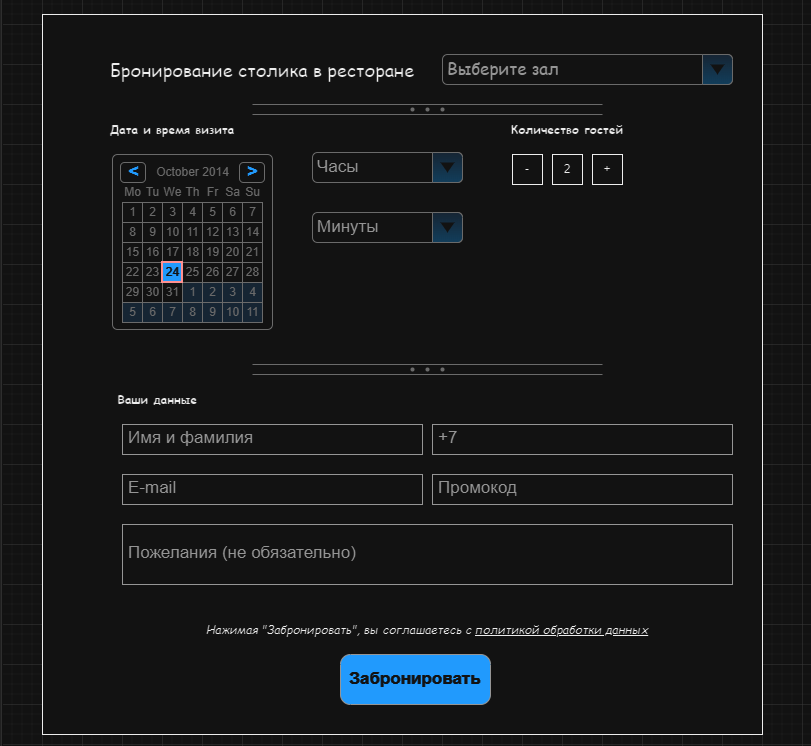 Бронирование столика в ресторане
Выберите зал
Дата и время визита
Количество гостей
< October 2014 >
Mo Tu We Th Fr Sa Su
1 2 3 4 5 6 7
8 9 10 11 12 13 14
15 16 17 18 19 20 21
22 23 24 25 26 27 28
29 30 31 1 2 3 4
5 6 7 8 9 10 11
Часы
Минуты
- 2 +
Ваши данные
Имя и фамилия
+7
E-mail
Промокод
Пожелания (не обязательно)
Нажимая "Забронировать", вы соглашаетесь с политикой обработки данных
Забронировать